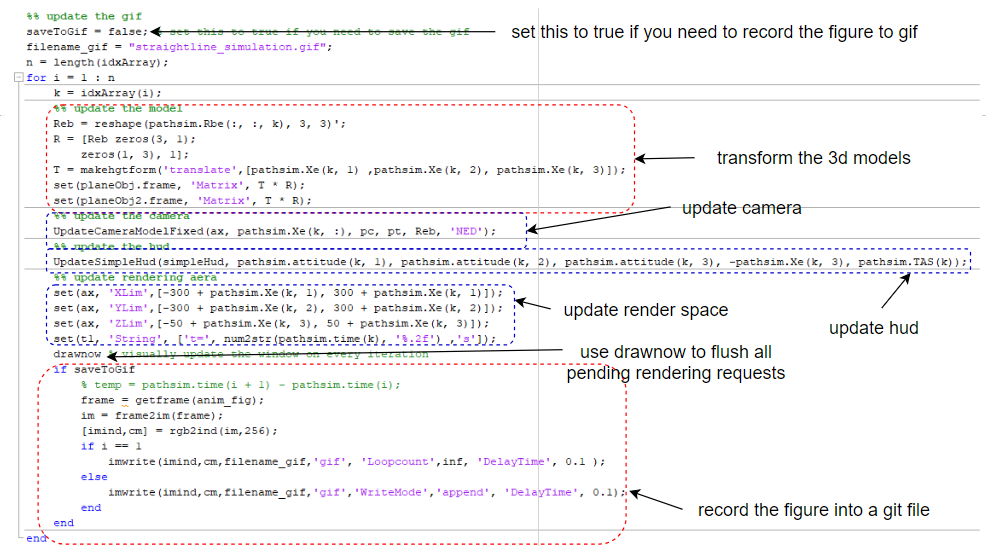 %% update the gif
saveToGif = false; % set this to true if you need to save the gif
set this to true if you need to record the figure to gif
filename_gif = "straightline_simulation.gif";
n = length(idxArray);
for i = 1 : n
k = idxArray(i);
%% update the model
Reb = reshape(pathsim.Rbe(:, :, k), 3, 3)';
R = [Reb zeros(3, 1);
zeros(1, 3), 1];
transform the 3d models
T = makehgtform('translate',[pathsim.Xe(k, 1) ,pathsim.Xe(k, 2), pathsim.Xe(k, 3)]);
set(planeObj.frame, 'Matrix', T * R);
set(planeObj2.frame, 'Matrix', T * R);
update camera
%% update the camera
UpdateCameraModelFixed(ax, pathsim.Xe(k, :), pc, pt, Reb, 'NED');
%% update the hud
UpdateSimpleHud(simpleHud, pathsim.attitude(k, 1), pathsim.attitude(k, 2), pathsim.attitude(k, 3), -pathsim.Xe(k, 3), pathsim.TAS(k));
%% update rendering aera
set(ax, 'XLim',[-300 + pathsim.Xe(k, 1), 300 + pathsim.Xe(k, 1)]);
set(ax, 'YLim',[-300 + pathsim.Xe(k, 2), 300 + pathsim.Xe(k, 2)]);
update render space
set(ax, 'ZLim',[-50 + pathsim.Xe(k, 3), 50 + pathsim.Xe(k, 3)]);
update hud
set(tl, 'String', ['t=', num2str(pathsim.time(k), '%.2f') ,'s']);
drawnow % visually update the window on every iteration
use drawnow to flush all
pending rendering requests
if saveToGif
% temp = pathsim.time(i + 1) - pathsim.time(i);
frame = getframe(anim_fig);
im = frame2im(frame);
[imind,cm] = rgb2ind(im,256);
if i == 1
imwrite(imind,cm,filename_gif,'gif', 'Loopcount',inf, 'DelayTime', 0.1 );
else
imwrite(imind,cm,filename_gif,'gif','WriteMode','append', 'DelayTime', 0.1);
end
record the figure into a git file
end
end